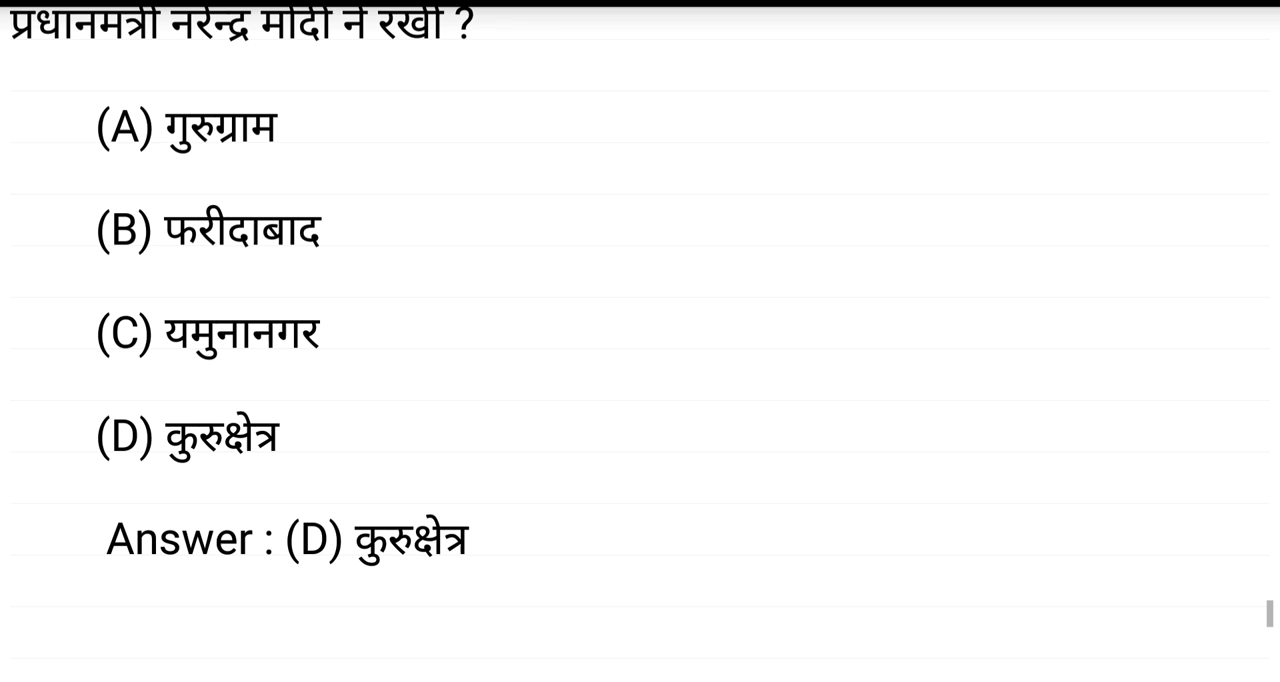 प्रधानमंत्री नरेन्द्र मोदी ने रखी ?
(A) गुरुग्राम
(B) फरीदाबाद
(C) यमुनानगर
(D) कुरुक्षेत्र
Answer : (D) कुरुक्षेत्र